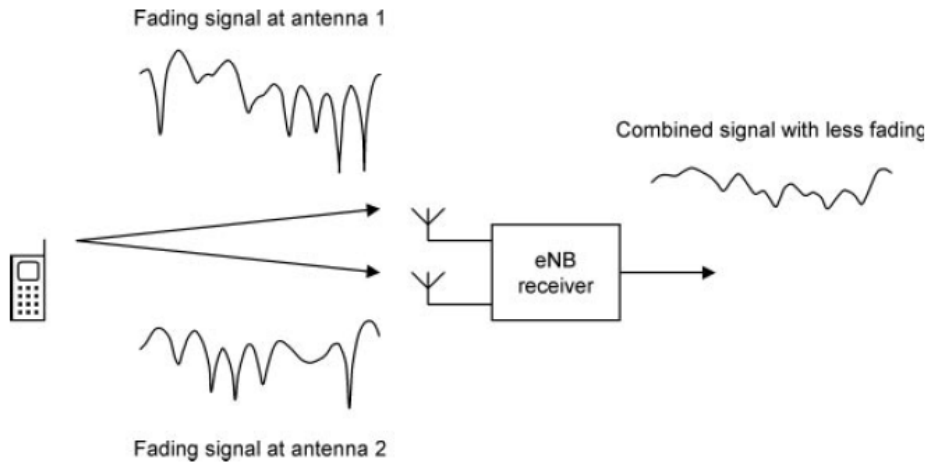 Fading signal at antenna 1
Combined signal with less fading
eNB
receiver
Fading signal at antenna 2